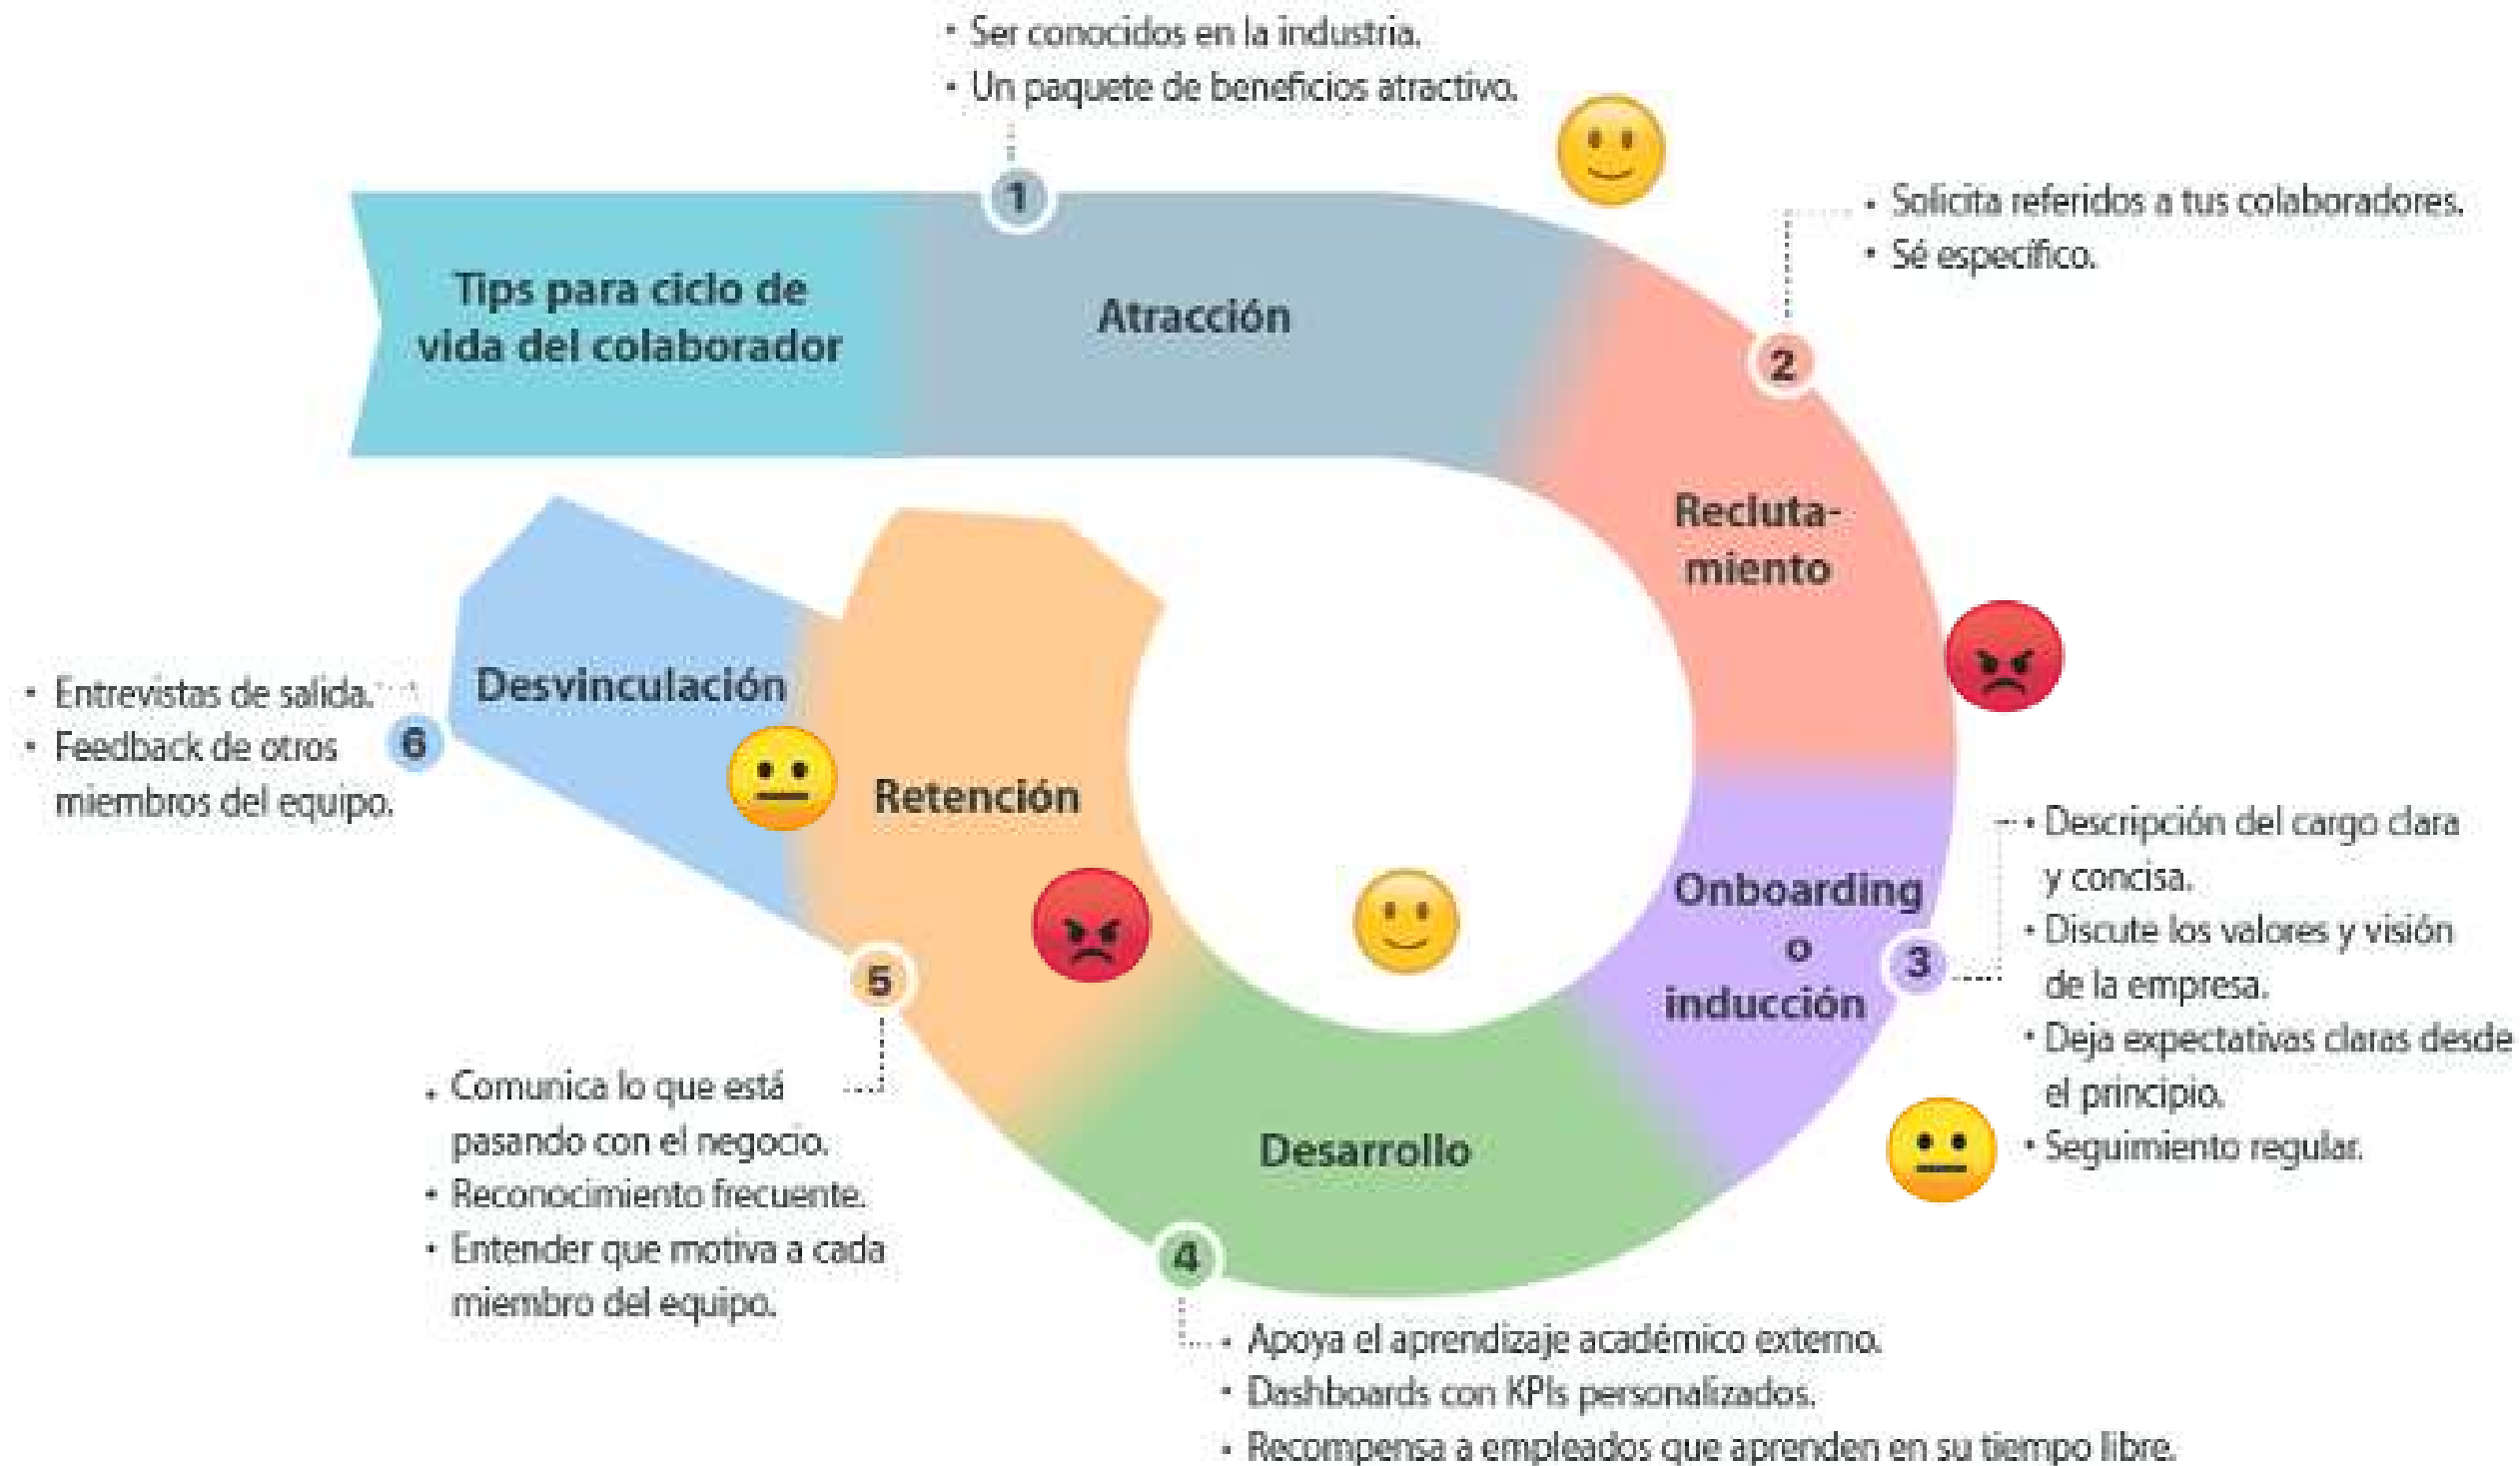 • Ser conocidos en la industria.
• Un paquete de beneficios atractivo.
1
Tips para ciclo de
vida del colaborador
Atracción
• Solicita referidos a tus colaboradores.
• Sé específico.
2
Recluta-
miento
• Descripción del cargo clara
y concisa.
• Discute los valores y visión
de la empresa.
• Deja expectativas claras desde
el principio.
• Seguimiento regular.
3
Onboarding
o
inducción
Desarrollo
4
• Apoya el aprendizaje académico externo.
• Dashboards con KPIs personalizados.
• Recompensa a empleados que aprenden en su tiempo libre.
Retención
5
• Comunica lo que está
pasando con el negocio.
• Reconocimiento frecuente.
• Entender que motiva a cada
miembro del equipo.
Desvinculación
6
• Entrevistas de salida.
• Feedback de otros
miembros del equipo.